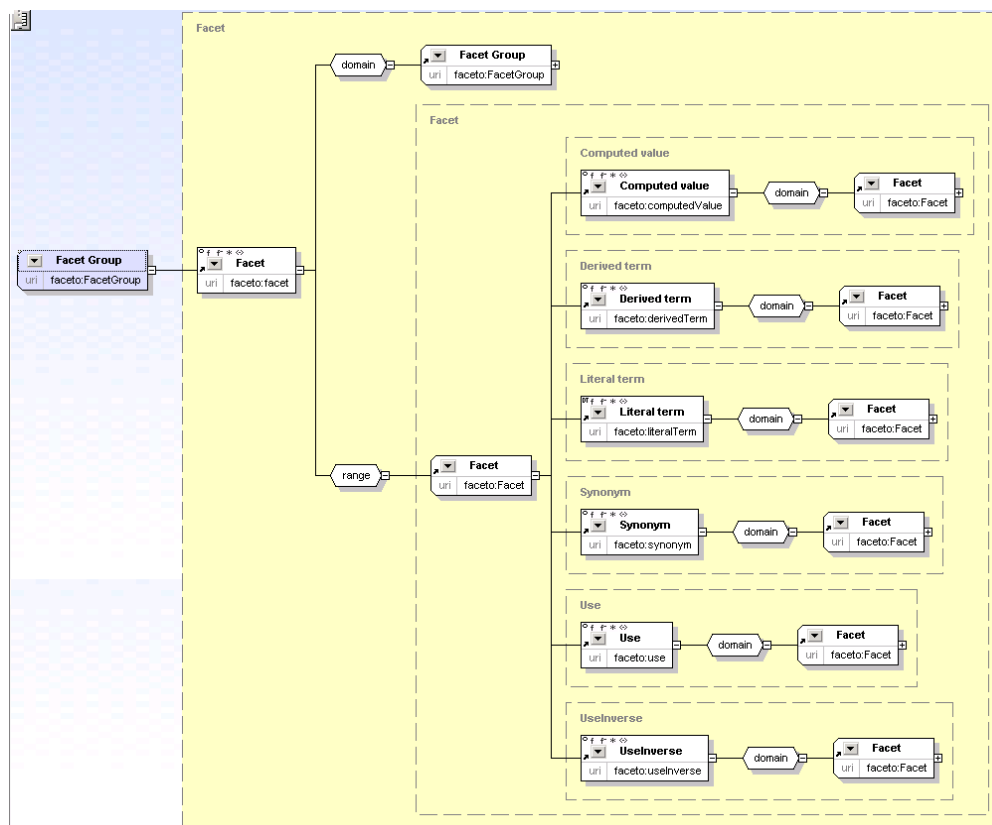 Facet
domain
Facet Group
uri faceto:FacetGroup
Facet
Computed value
Computed value
uri faceto:computedValue
domain
Facet
uri faceto:Facet
Facet Group
uri faceto:FacetGroup
Facet
uri faceto:facet
Derived term
Derived term
uri faceto:derivedTerm
domain
Facet
uri faceto:Facet
Literal term
Literal term
uri faceto:literalTerm
domain
Facet
uri faceto:Facet
range
Facet
uri faceto:Facet
Synonym
Synonym
uri faceto:synonym
domain
Facet
uri faceto:Facet
Use
Use
uri faceto:use
domain
Facet
uri faceto:Facet
UseInverse
UseInverse
uri faceto:useInverse
domain
Facet
uri faceto:Facet